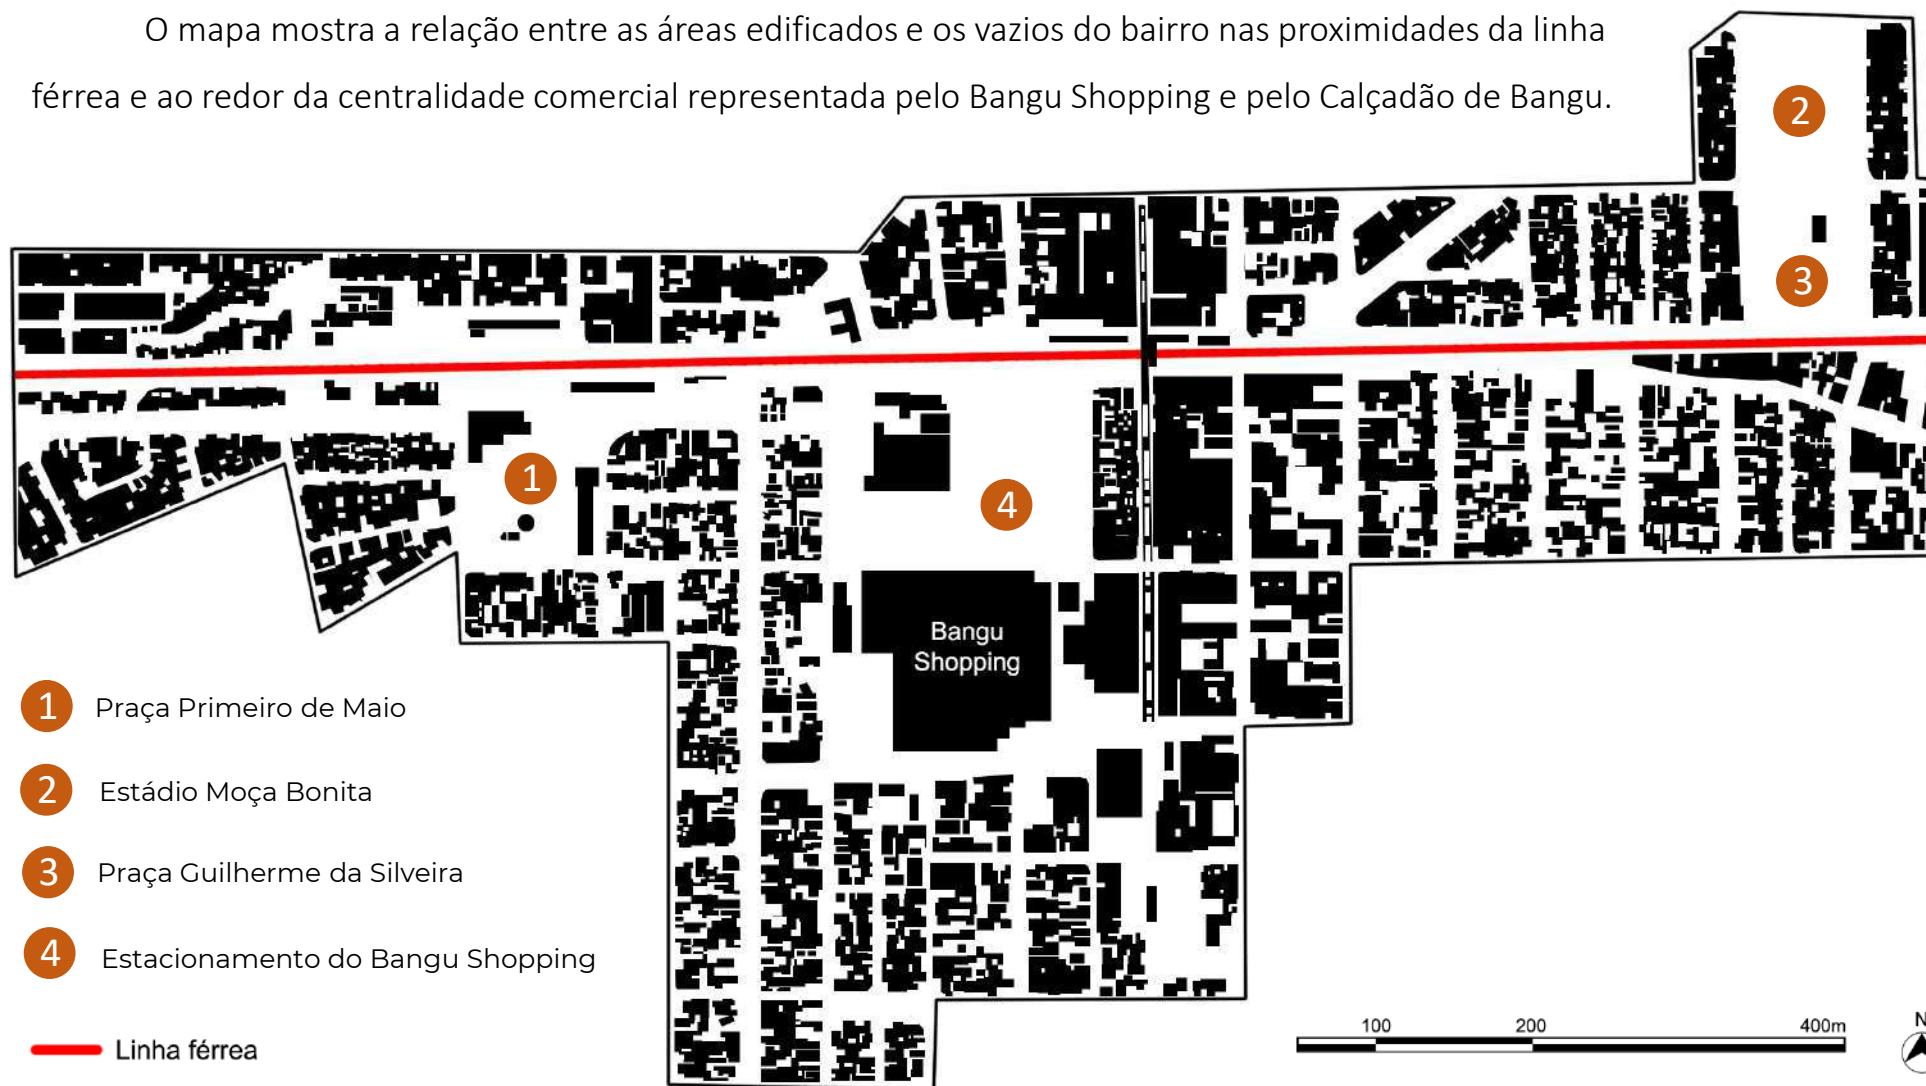 O mapa mostra a relação entre as áreas edificados e os vazios do bairro nas proximidades da linha
férrea e ao redor da centralidade comercial representada pelo Bangu Shopping e pelo Calçadão de Bangu.
2
3
1
4
Bangu
Shopping
1 Praça Primeiro de Maio
2 Estádio Moça Bonita
3 Praça Guilherme da Silveira
4 Estacionamento do Bangu Shopping
Linha férrea
100 200 400m
N